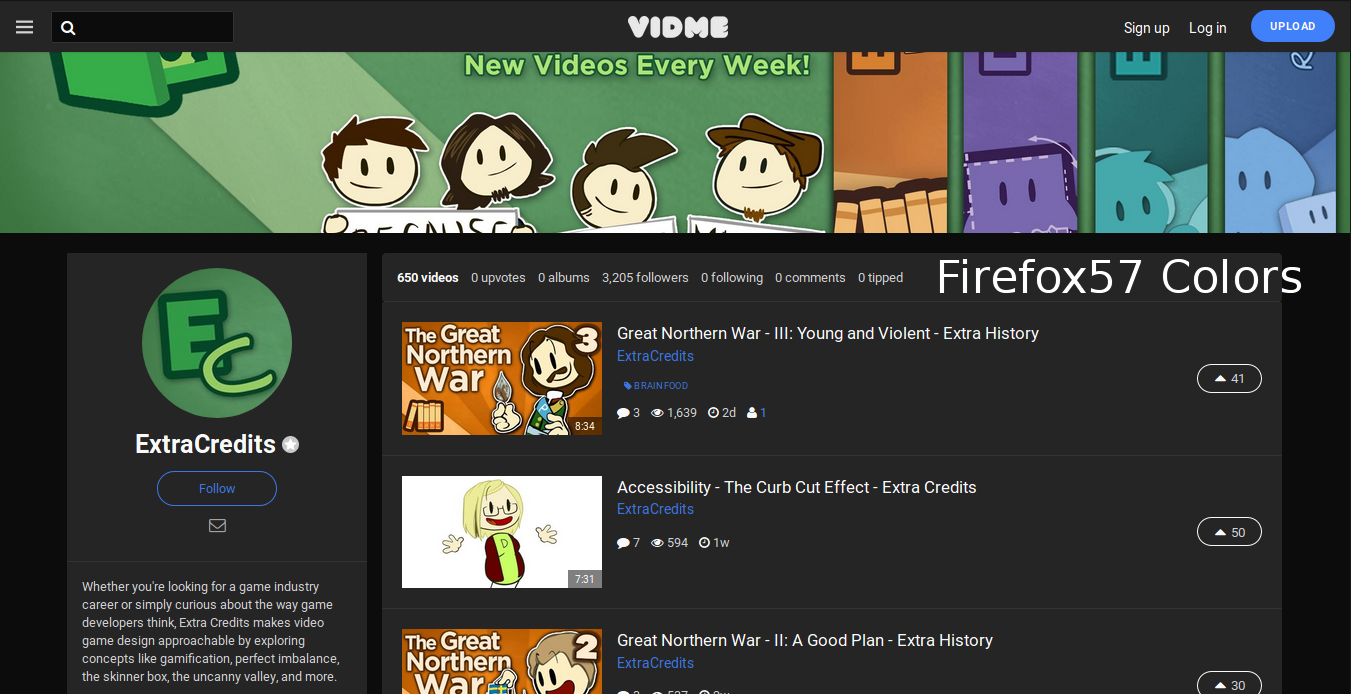 VIDME
Sign up Log in UPLOAD
New Videos Every Week!
BECAUSE
EC
650 videos 0 upvotes 0 albums 3,205 followers 0 following 0 comments 0 tipped
Firefox57 Colors
The Great Northern War 3
8:34
Great Northern War - III: Young and Violent - Extra History
ExtraCredits
BRAINFOOD
3 1,639 2d 1
41
ExtraCredits
Follow
7:31
Accessibility - The Curb Cut Effect - Extra Credits
ExtraCredits
7 594 1w
50
Whether you're looking for a game industry
career or simply curious about the way game
developers think, Extra Credits makes video
game design approachable by exploring
concepts like gamification, perfect imbalance,
the skinner box, the uncanny valley, and more.
The Great Northern War 2
Great Northern War - II: A Good Plan - Extra History
ExtraCredits
30